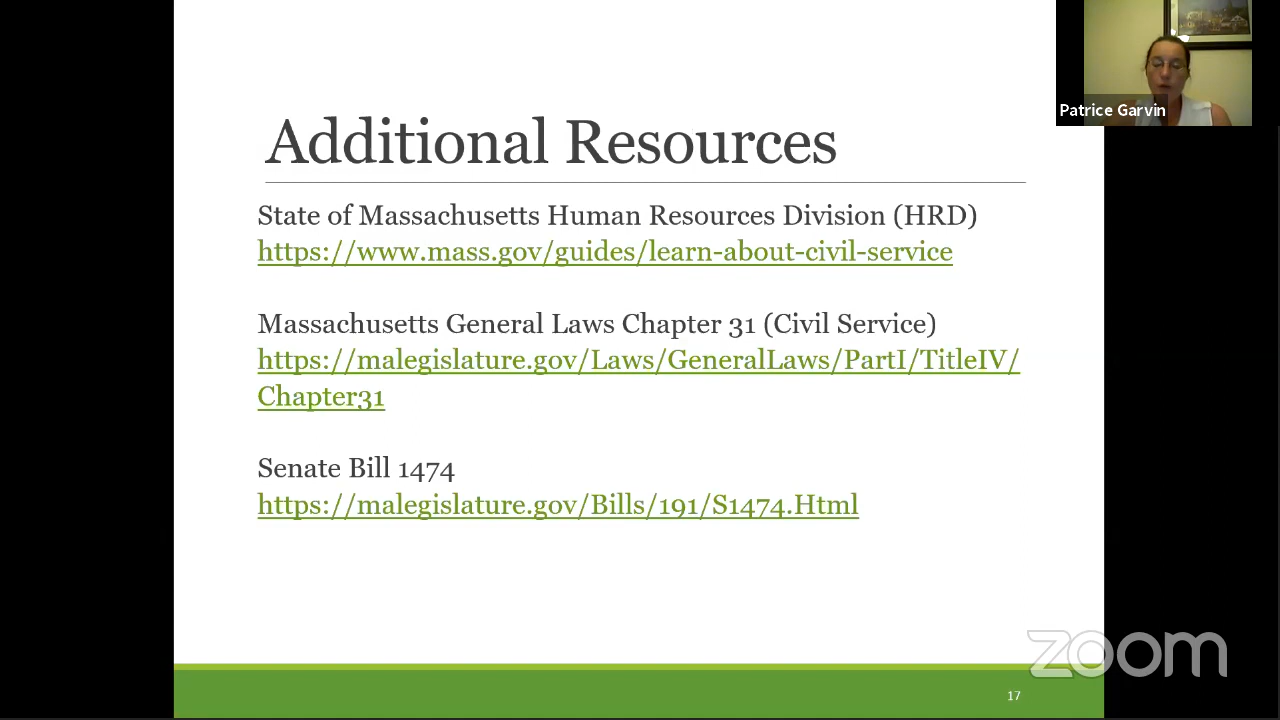 Patrice Garvin
Additional Resources
State of Massachusetts Human Resources Division (HRD)
https://www.mass.gov/guides/learn-about-civil-service
Massachusetts General Laws Chapter 31 (Civil Service)
https://malegislature.gov/Laws/GeneralLaws/PartI/TitleIV/
Chapter31
Senate Bill 1474
https://malegislature.gov/Bills/191/S1474.Html
zoom
17